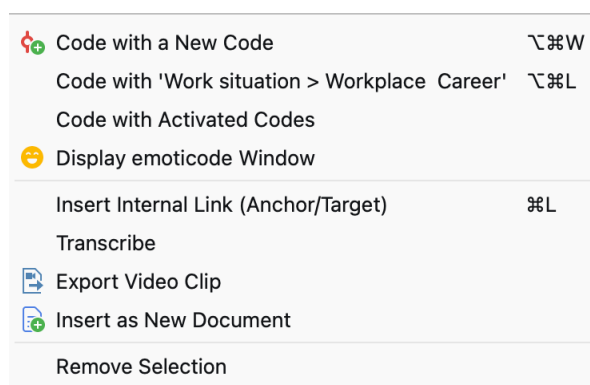 Code with a New Code ⌥⌘W
Code with 'Work situation > Workplace  Career' ⌥⌘L
Code with Activated Codes
Display emoticode Window
Insert Internal Link (Anchor/Target) ⌘L
Transcribe
Export Video Clip
Insert as New Document
Remove Selection